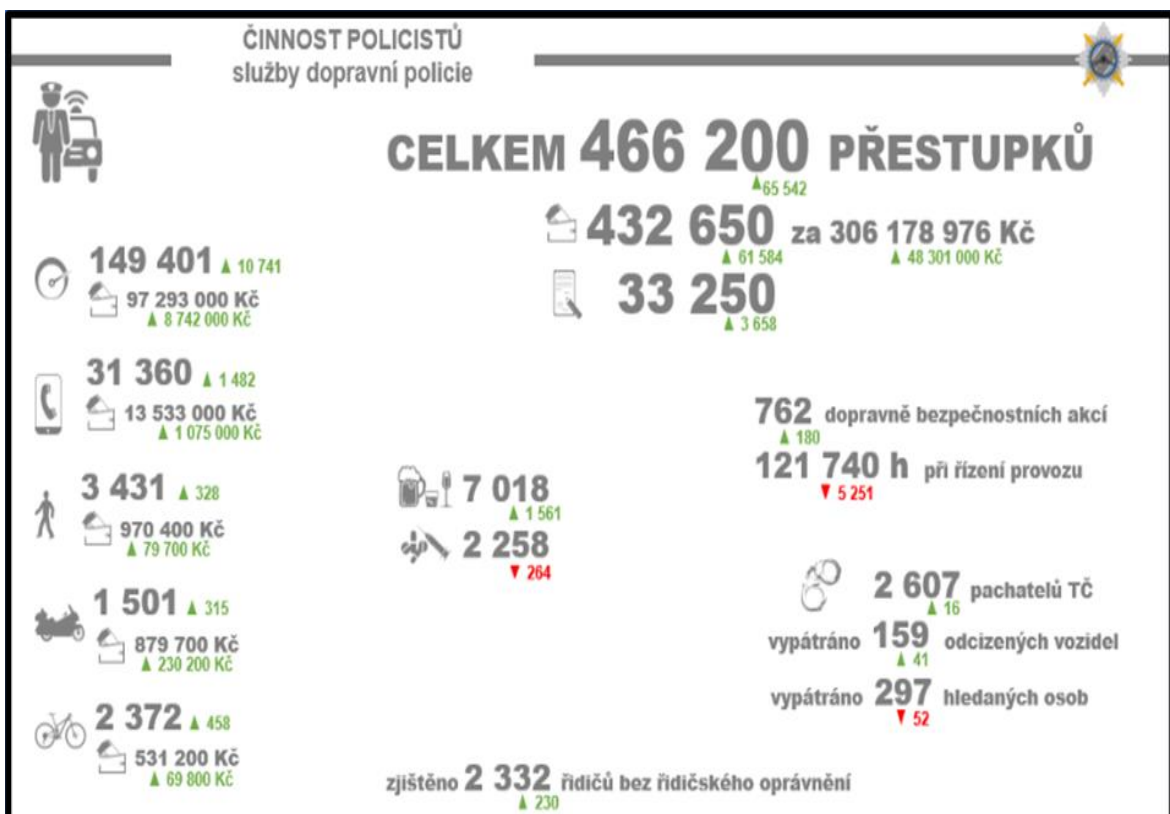 ČINNOST POLICISTŮ
služby dopravní policie
CELKEM 466 200 PŘESTUPKŮ
▲65 542
432 650 za 306 178 976 Kč
▲ 61 584 ▲ 48 301 000 Kč
33 250
▲ 3 658
149 401 ▲ 10 741
97 293 000 Kč
▲ 8 742 000 Kč
31 360 ▲ 1 482
13 533 000 Kč
▲ 1 075 000 Kč
3 431 ▲ 328
970 400 Kč
▲ 79 700 Kč
1 501 ▲ 315
879 700 Kč
▲ 230 200 Kč
2 372 ▲ 458
531 200 Kč
▲ 69 800 Kč
7 018
▲ 1 561
2 258
▼ 264
762 dopravně bezpečnostních akcí
▲ 180
121 740 h při řízení provozu
▼ 5 251
2 607 pachatelů TČ
▲ 16
vypátráno 159 odcizených vozidel
▲ 41
vypátráno 297 hledaných osob
▼ 52
zjištěno 2 332 řidičů bez řidičského oprávnění
▲ 230